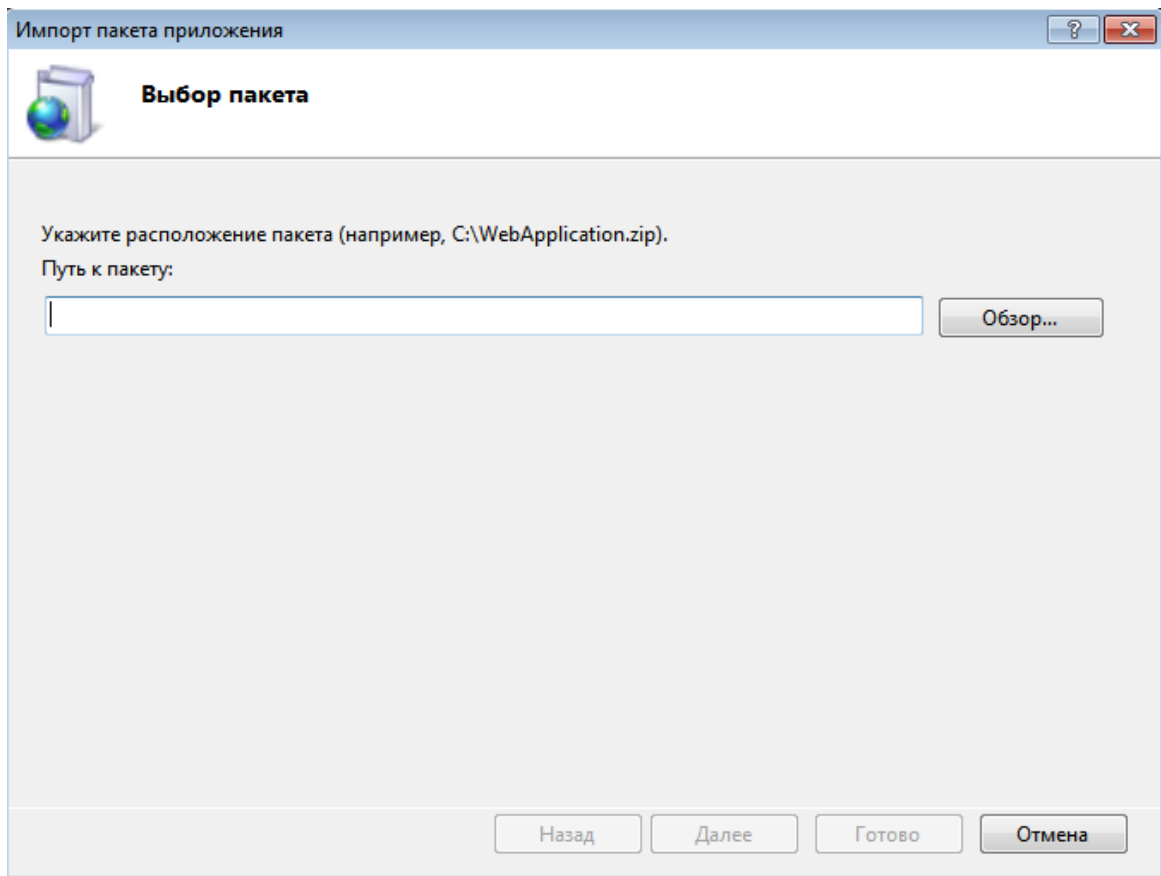 Импорт пакета приложения
Выбор пакета
Укажите расположение пакета (например, C:\WebApplication.zip).
Путь к пакету:
Обзор...
Назад Далее Готово Отмена